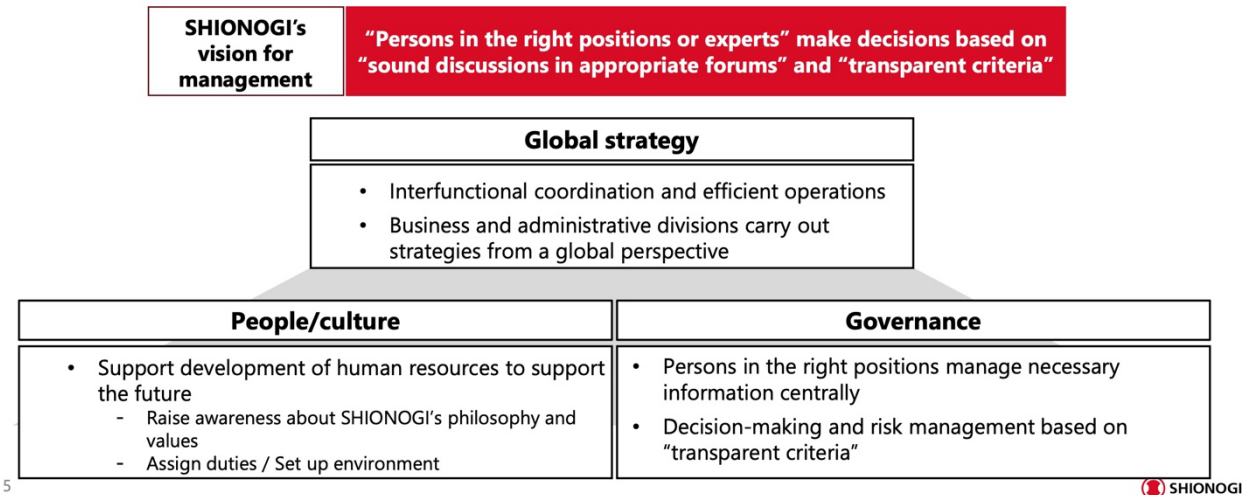 SHIONOGI’s
vision for
management
“Persons in the right positions or experts” make decisions based on
“sound discussions in appropriate forums” and “transparent criteria”
Global strategy
• Interfunctional coordination and efficient operations
• Business and administrative divisions carry out
strategies from a global perspective
People/culture
• Support development of human resources to support
the future
- Raise awareness about SHIONOGI’s philosophy and
values
- Assign duties / Set up environment
Governance
• Persons in the right positions manage necessary
information centrally
• Decision-making and risk management based on
“transparent criteria”
5
SHIONOGI